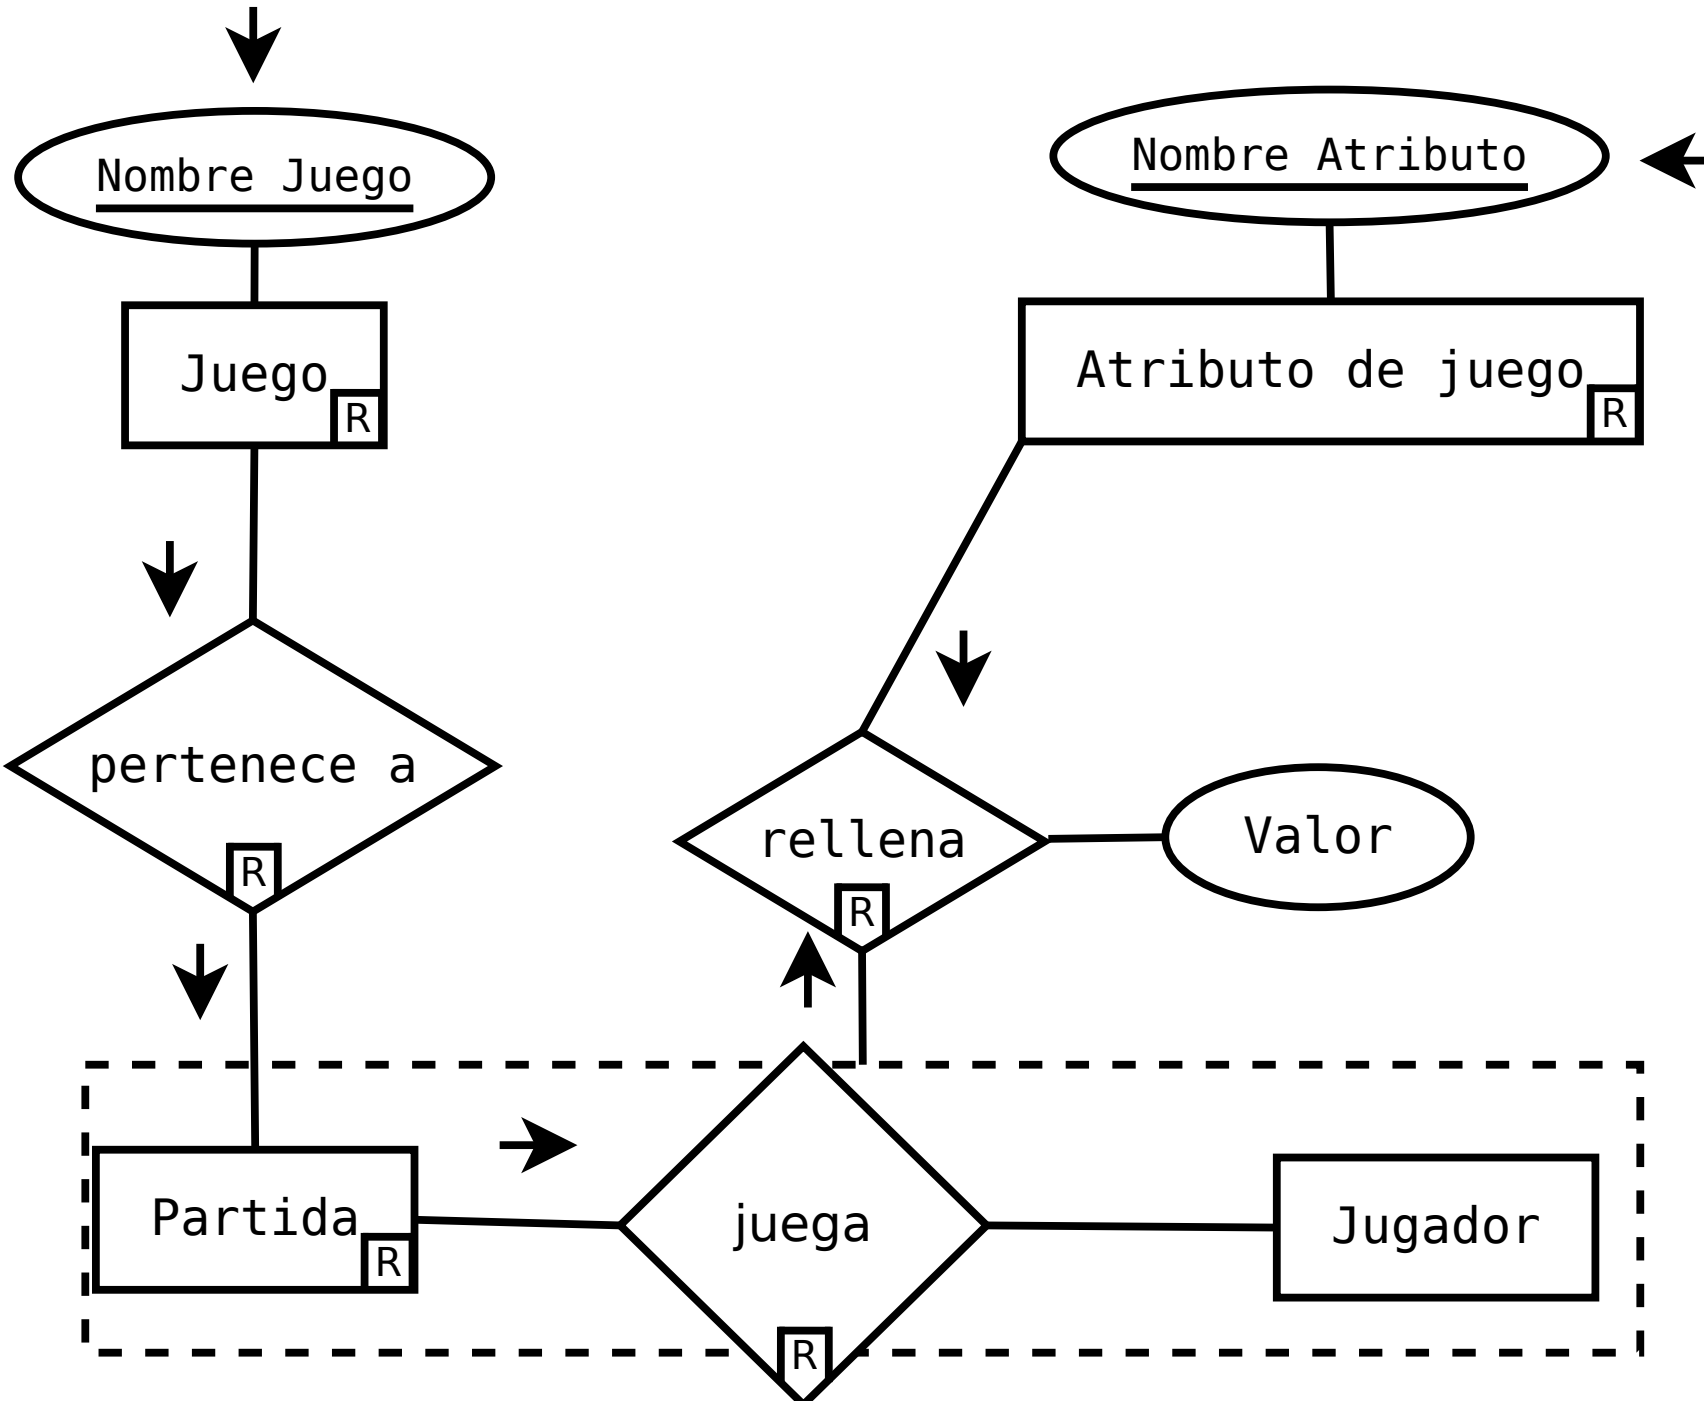 Nombre Juego
Nombre Atributo
Juego
R
Atributo de juego
R
pertenece a
R
rellena
R
Valor
Partida
R
juega
R
Jugador